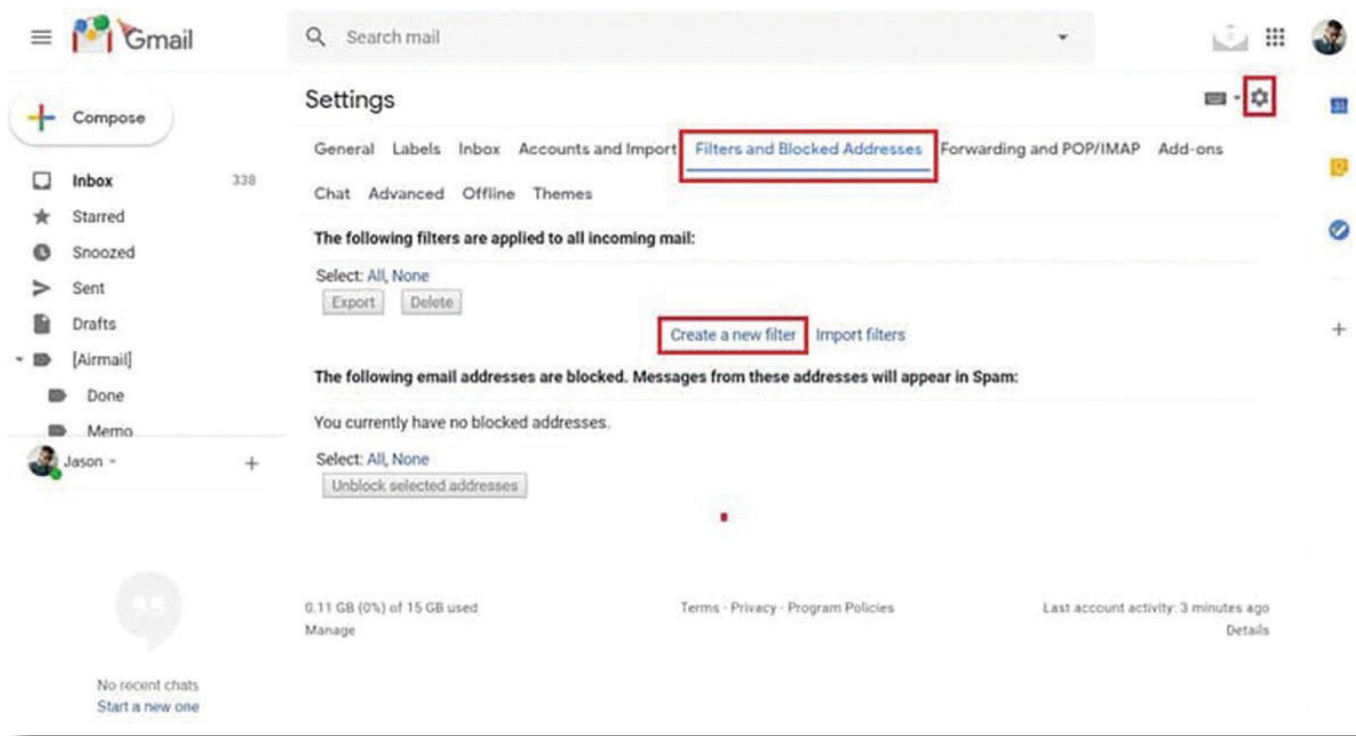 Gmail
Search mail
Compose
Inbox 338
Starred
Snoozed
Sent
Drafts
[Airmail]
Done
Memo
Jason
No recent chats
Start a new one
Settings
General Labels Inbox Accounts and Import Filters and Blocked Addresses Forwarding and POP/IMAP Add-ons
Chat Advanced Offline Themes
The following filters are applied to all incoming mail:
Select: All, None
Export Delete
Create a new filter Import filters
The following email addresses are blocked. Messages from these addresses will appear in Spam:
You currently have no blocked addresses.
Select: All, None
Unblock selected addresses
0.11 GB (0%) of 15 GB used
Manage
Terms - Privacy - Program Policies
Last account activity: 3 minutes ago
Details
31